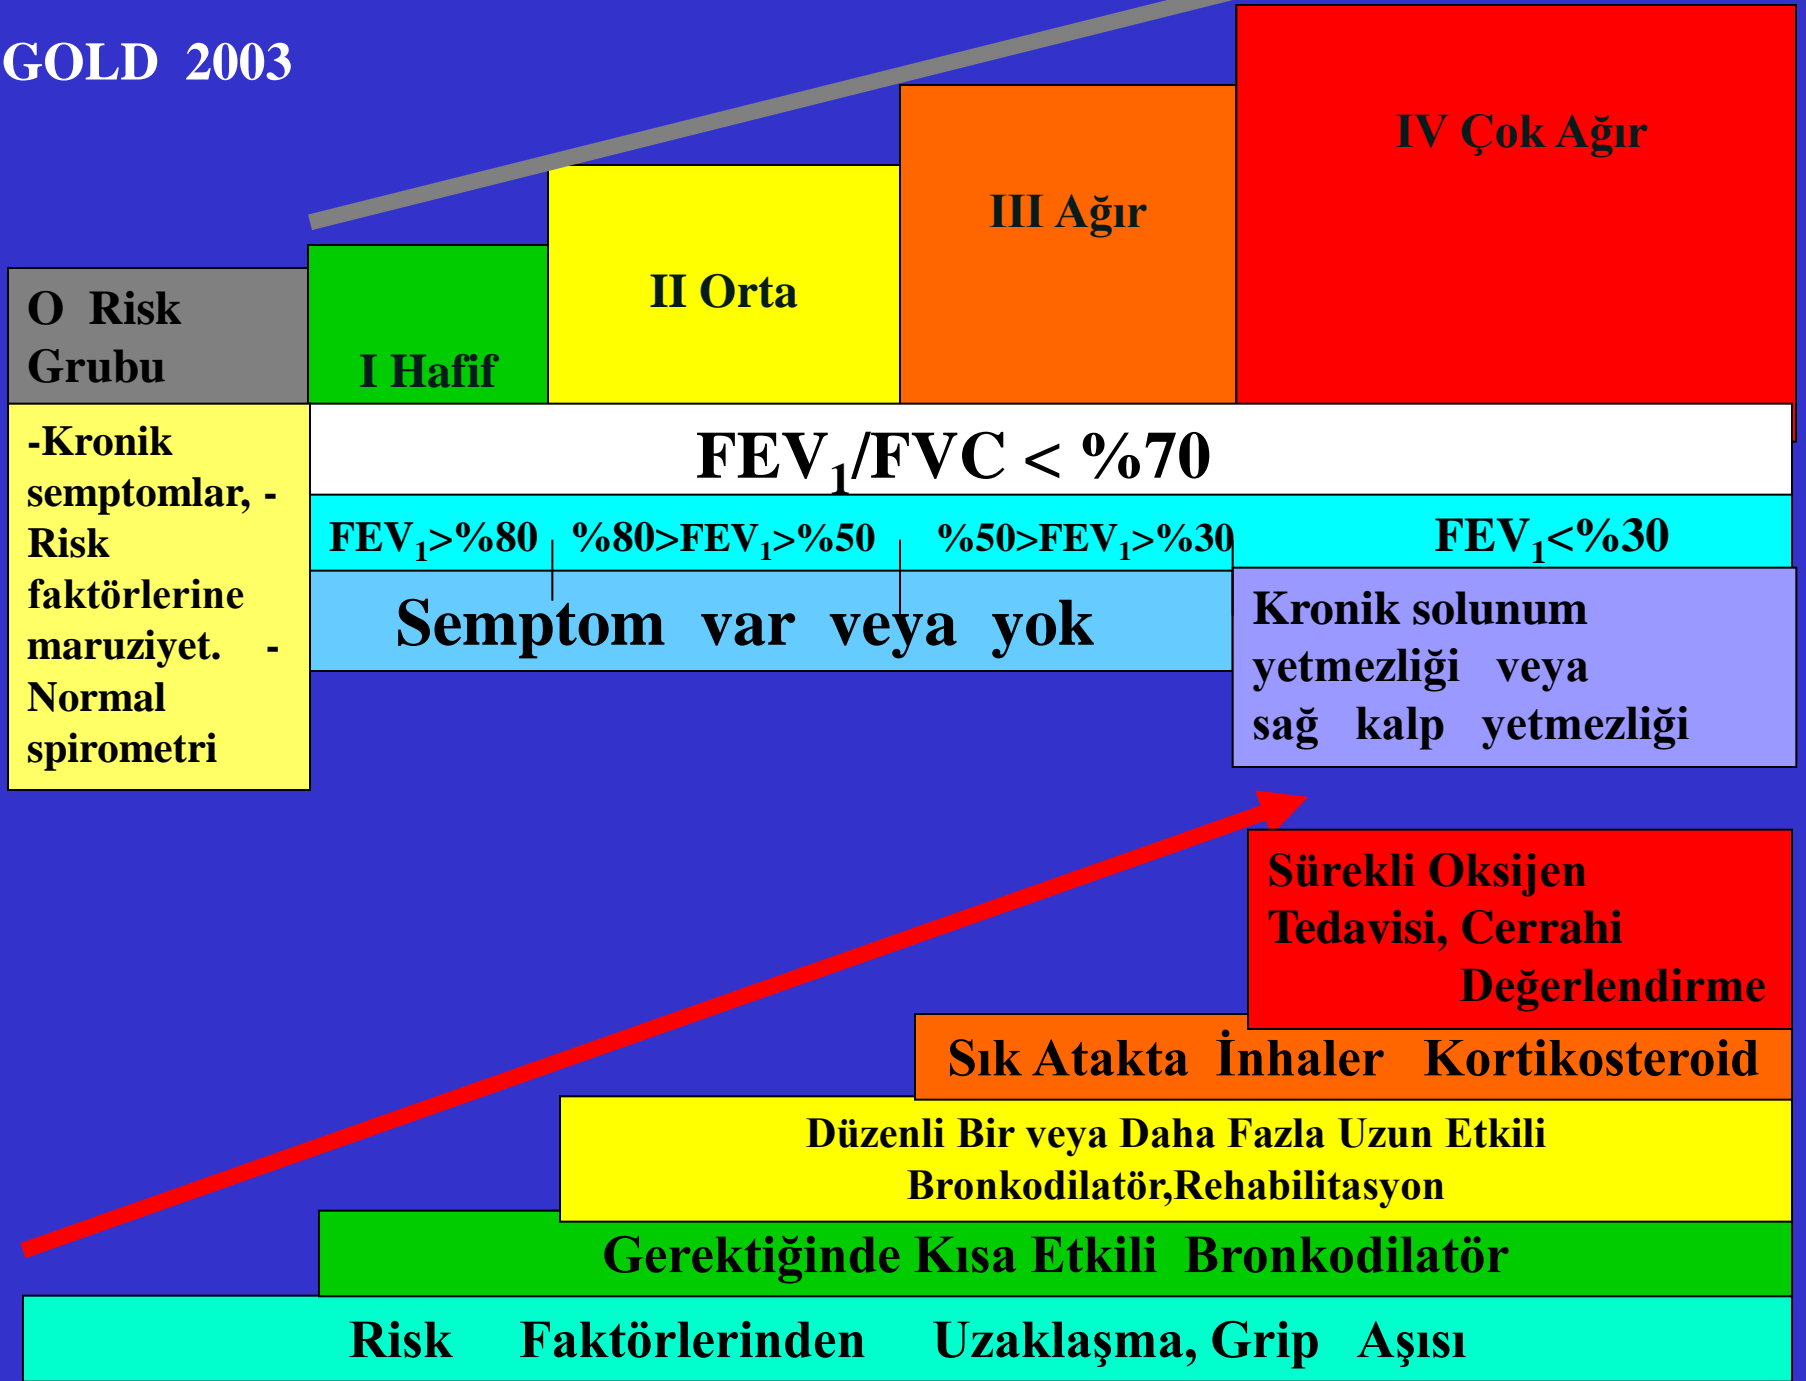 GOLD 2003
IV Çok Ağır
III Ağır
II Orta
I Hafif
O Risk
Grubu
-Kronik
semptomlar, -
Risk
faktörlerine
maruziyet. -
Normal
spirometri
FEV₁/FVC < %70
FEV₁>%80
%80>FEV₁>%50
%50>FEV₁>%30
FEV₁<%30
Semptom var veya yok
Kronik solunum
yetmezliği veya
sağ kalp yetmezliği
Sürekli Oksijen
Tedavisi, Cerrahi
Değerlendirme
Sık Atakta İnhaler Kortikosteroid
Düzenli Bir veya Daha Fazla Uzun Etkili
Bronkodilatör,Rehabilitasyon
Gerektiğinde Kısa Etkili Bronkodilatör
Risk Faktörlerinden Uzaklaşma, Grip Aşısı